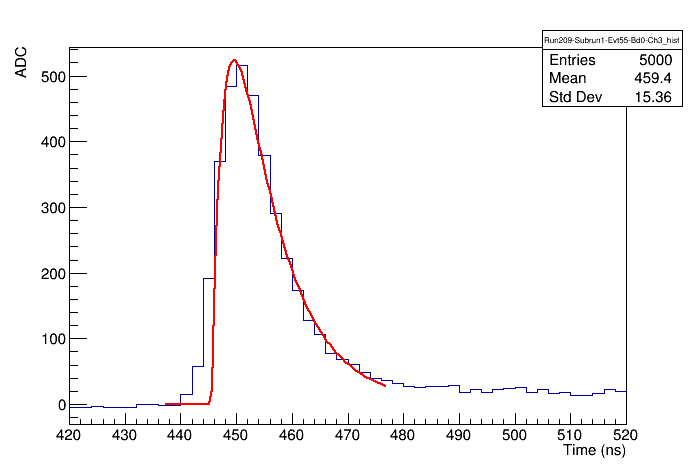 Run209-Subrun1-Evt55-Bd0-Ch3_hist
Entries 5000
Mean 459.4
Std Dev 15.36
ADC
500
400
300
200
100
0
420 430 440 450 460 470 480 490 500 510 520
Time (ns)